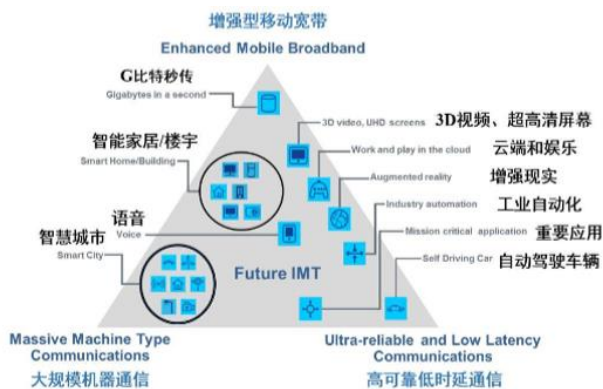 增强型移动宽带
Enhanced Mobile Broadband
G比特秒传
Gigabytes in a second
3D video, UHD screens 3D视频、超高清屏幕
智能家居/楼宇
Smart Home/Building
Work and play in the cloud 云端和娱乐
Augmented reality 增强现实
语音
Voice
Industry automation 工业自动化
智慧城市
Smart City
Mission critical application 重要应用
Future IMT
Self Driving Car 自动驾驶车辆
Massive Machine Type
Communications
大规模机器通信
Ultra-reliable and Low Latency
Communications
高可靠低时延通信